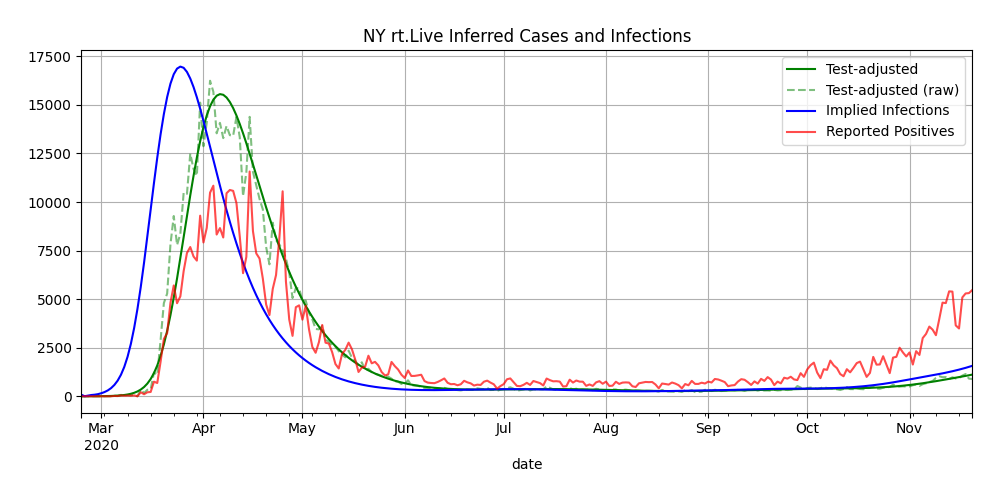 NY rt.Live Inferred Cases and Infections
17500
15000
12500
10000
7500
5000
2500
0
Test-adjusted
Test-adjusted (raw)
Implied Infections
Reported Positives
Mar Apr May Jun Jul Aug Sep Oct Nov
2020
date